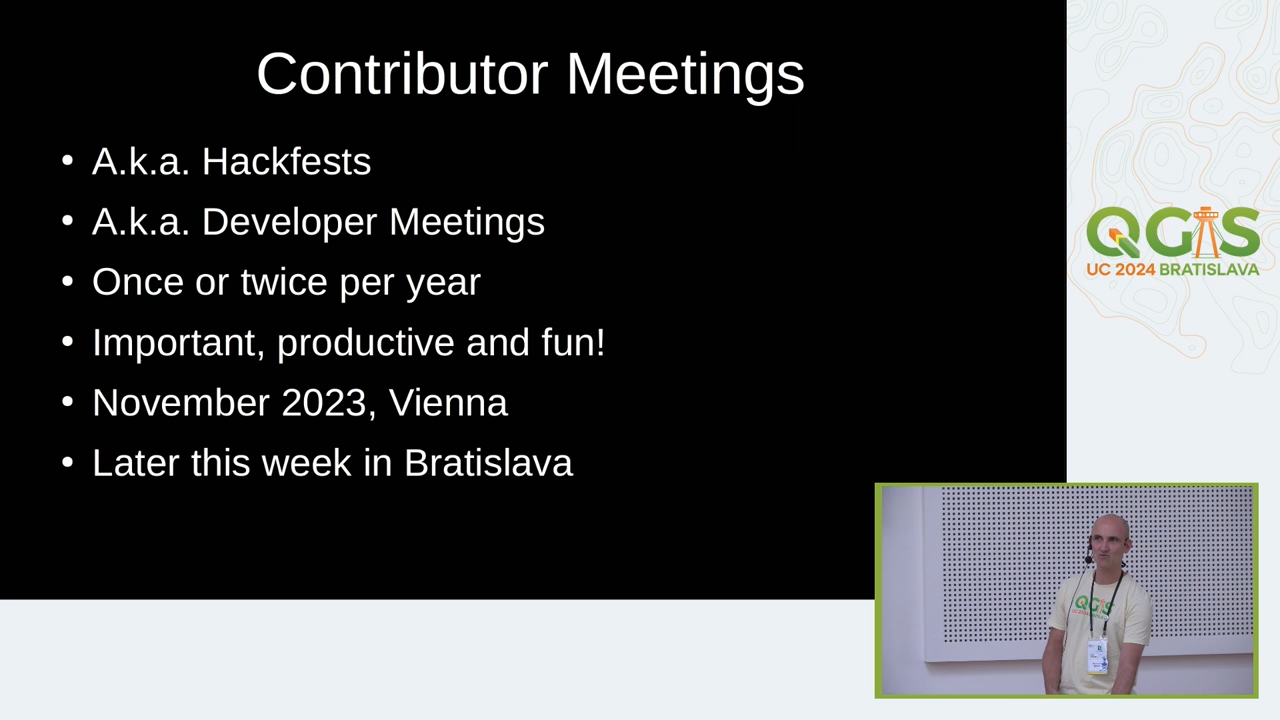 Contributor Meetings
• A.k.a. Hackfests
• A.k.a. Developer Meetings
• Once or twice per year
• Important, productive and fun!
• November 2023, Vienna
• Later this week in Bratislava
QGIS
UC 2024 BRATISLAVA
QGIS